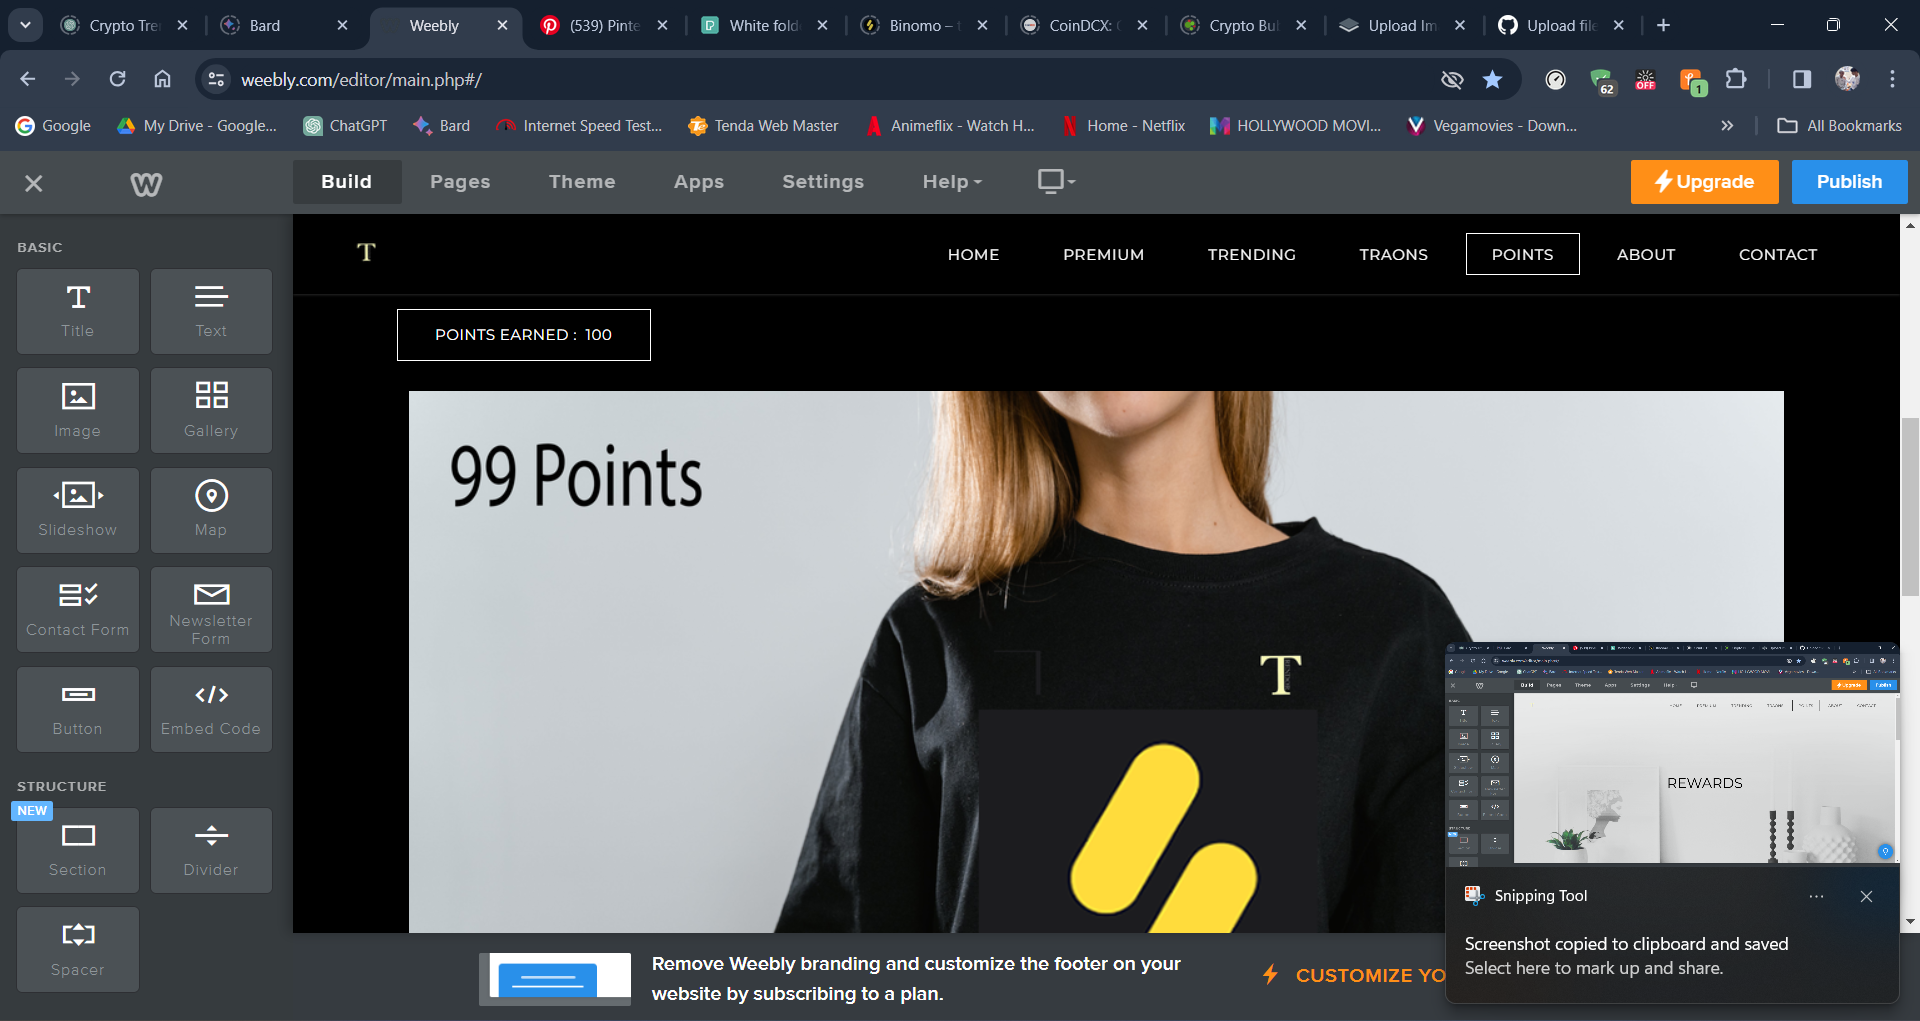 Crypto Tre
Bard
Weebly
(539) Pinte
White fold
Binomo –
CoinDCX:
Crypto Bul
Upload Im
Upload file
weebly.com/editor/main.php#/
62
OFF
1
Google
My Drive - Google...
ChatGPT
Bard
Internet Speed Test...
Tenda Web Master
Animeflix - Watch H...
Home - Netflix
HOLLYWOOD MOVI...
Vegamovies - Down...
All Bookmarks
Build
Pages
Theme
Apps
Settings
Help
Upgrade
Publish
BASIC
Title
Text
Image
Gallery
Slideshow
Map
Contact Form
Newsletter
Form
Button
Embed Code
STRUCTURE
NEW
Section
Divider
Spacer
T
HOME
PREMIUM
TRENDING
TRAONS
POINTS
ABOUT
CONTACT
POINTS EARNED : 100
99 Points
T
REWARDS
Snipping Tool
Screenshot copied to clipboard and saved
Select here to mark up and share.
Remove Weebly branding and customize the footer on your
website by subscribing to a plan.
CUSTOMIZE YO